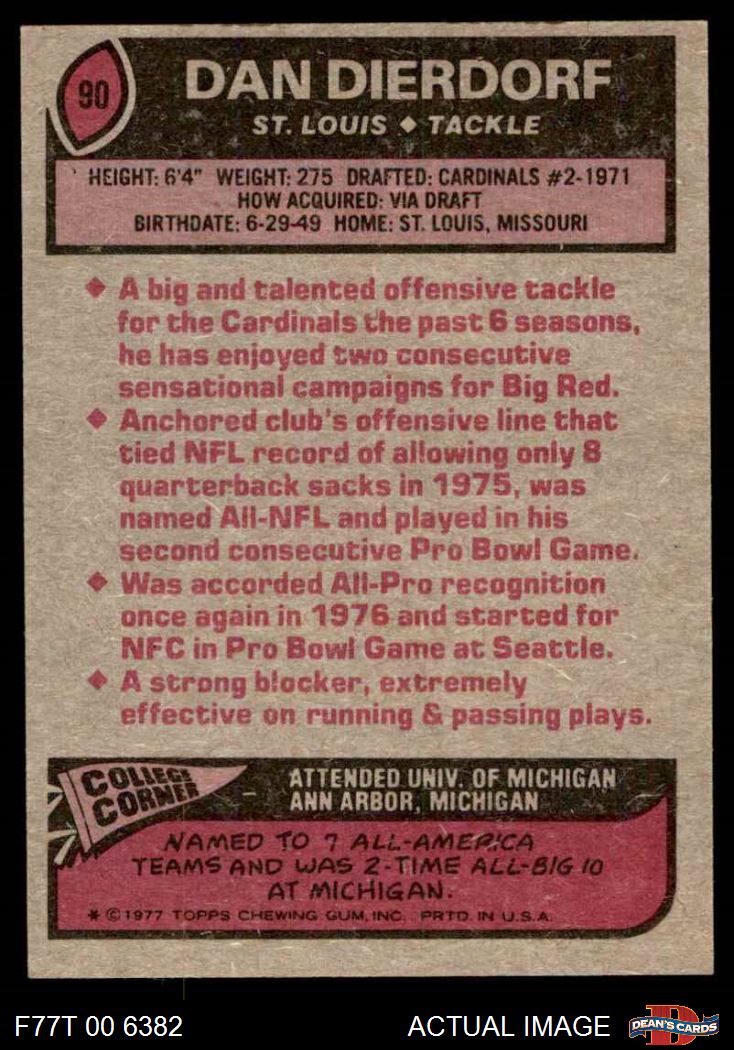 90
DAN DIERDORF
ST. LOUIS ◆ TACKLE
HEIGHT: 6'4" WEIGHT: 275 DRAFTED: CARDINALS #2-1971
HOW ACQUIRED: VIA DRAFT
BIRTHDATE: 6-29-49 HOME: ST. LOUIS, MISSOURI
◆ A big and talented offensive tackle
for the Cardinals the past 6 seasons,
he has enjoyed two consecutive
sensational campaigns for Big Red.
◆ Anchored club's offensive line that
tied NFL record of allowing only 8
quarterback sacks in 1975, was
named All-NFL and played in his
second consecutive Pro Bowl Game.
◆ Was accorded All-Pro recognition
once again in 1976 and started for
NFC in Pro Bowl Game at Seattle.
◆ A strong blocker, extremely
effective on running & passing plays.
COLLEGE
CORNER
ATTENDED UNIV. OF MICHIGAN
ANN ARBOR, MICHIGAN
NAMED TO 7 ALL-AMERICA
TEAMS AND WAS 2-TIME ALL-BIG 10
AT MICHIGAN.
* © 1977 TOPPS CHEWING GUM, INC. PRTD. IN U.S.A.
F77T 00 6382
ACTUAL IMAGE
D
DEAN'S CARDS